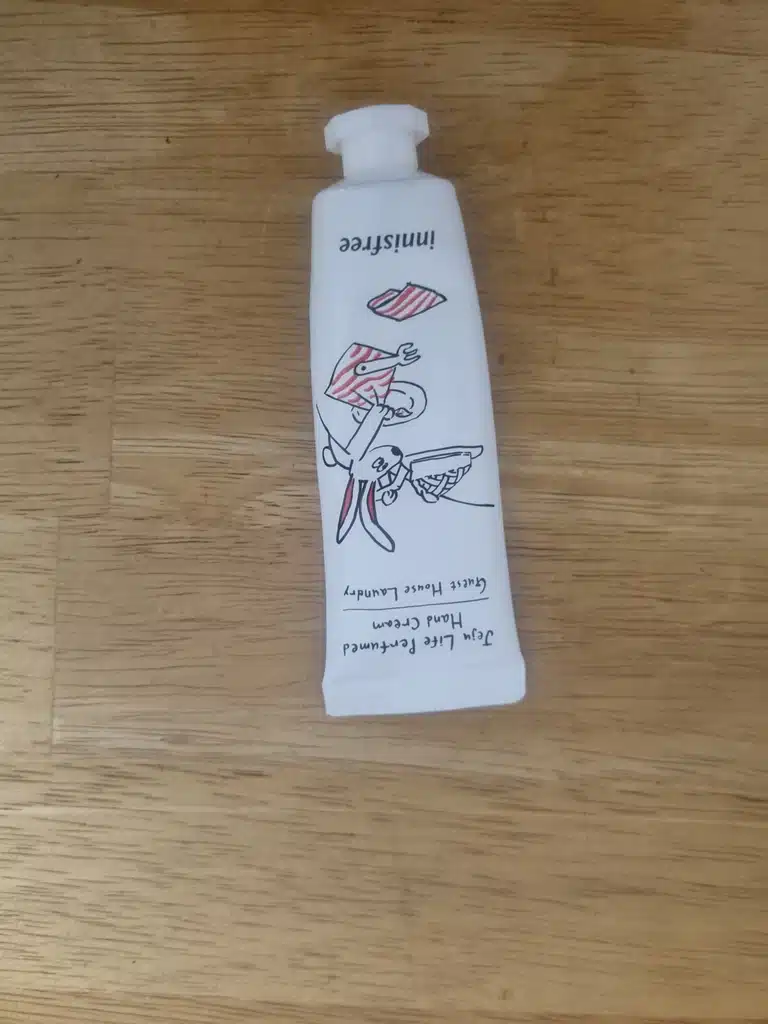 Jeju Life Perfumed
Hand Cream
Guest House Laundry
innisfree